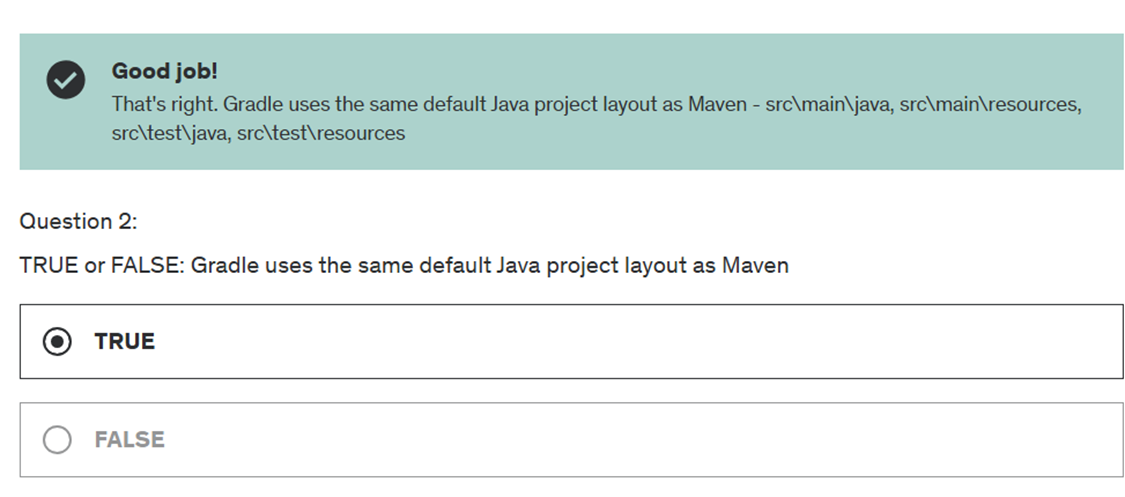 Good job!
That's right. Gradle uses the same default Java project layout as Maven - src\main\java, src\main\resources,
src\test\java, src\test\resources
Question 2:
TRUE or FALSE: Gradle uses the same default Java project layout as Maven
TRUE
FALSE